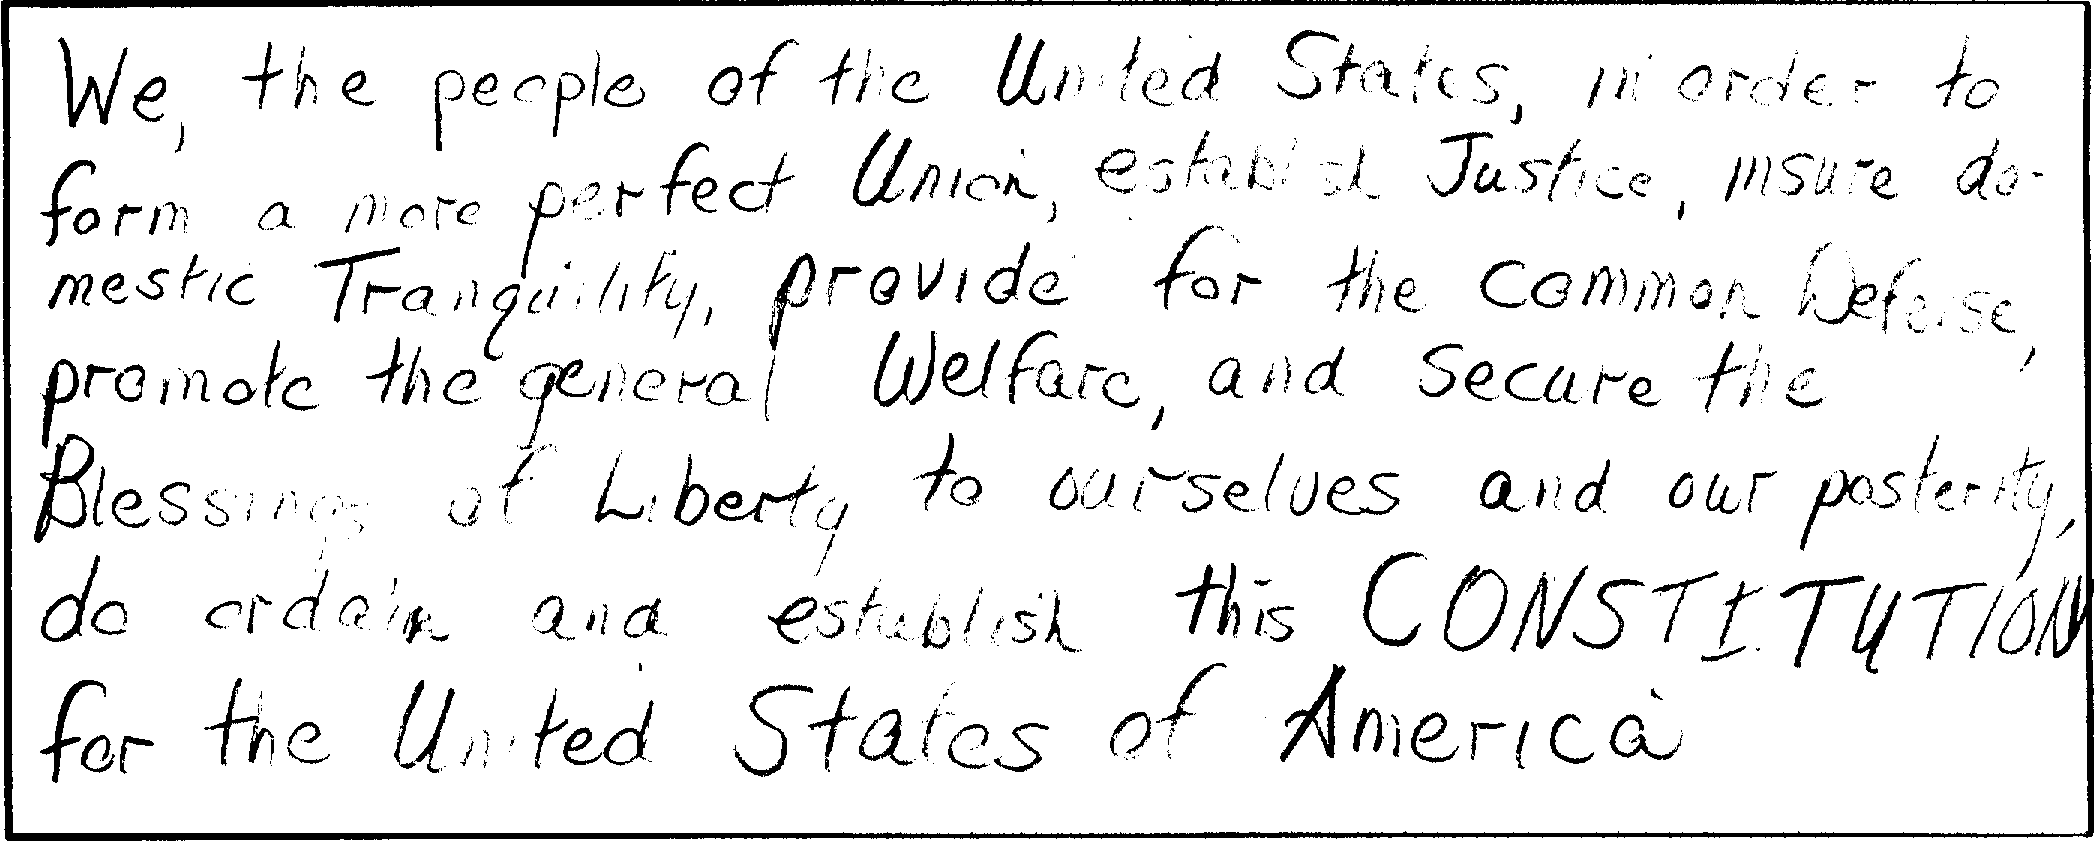 We, the people of the United States, in order to
form a more perfect Union, establish Justice, insure do-
mestic Tranquility, provide for the common Defense,
promote the general Welfare, and secure the
Blessings of Liberty to ourselves and our posterity,
do ordain and establish this CONSTITUTION
for the United States of America